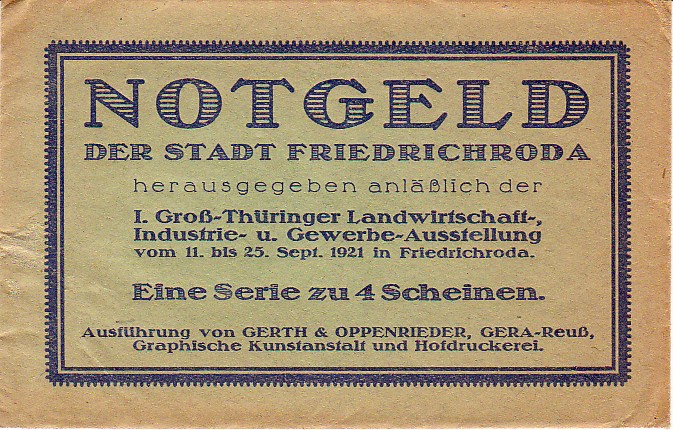 NOTGELD
DER STADT FRIEDRICHRODA
herausgegeben anläßlich der
I. Groß-Thüringer Landwirtschaft-,
Industrie- u. Gewerbe-Ausstellung
vom 11. bis 25. Sept. 1921 in Friedrichroda.
Eine Serie zu 4 Scheinen.
Ausführung von GERTH & OPPENRIEDER, GERA-Reuß,
Graphische Kunstanstalt und Hofdruckerei.